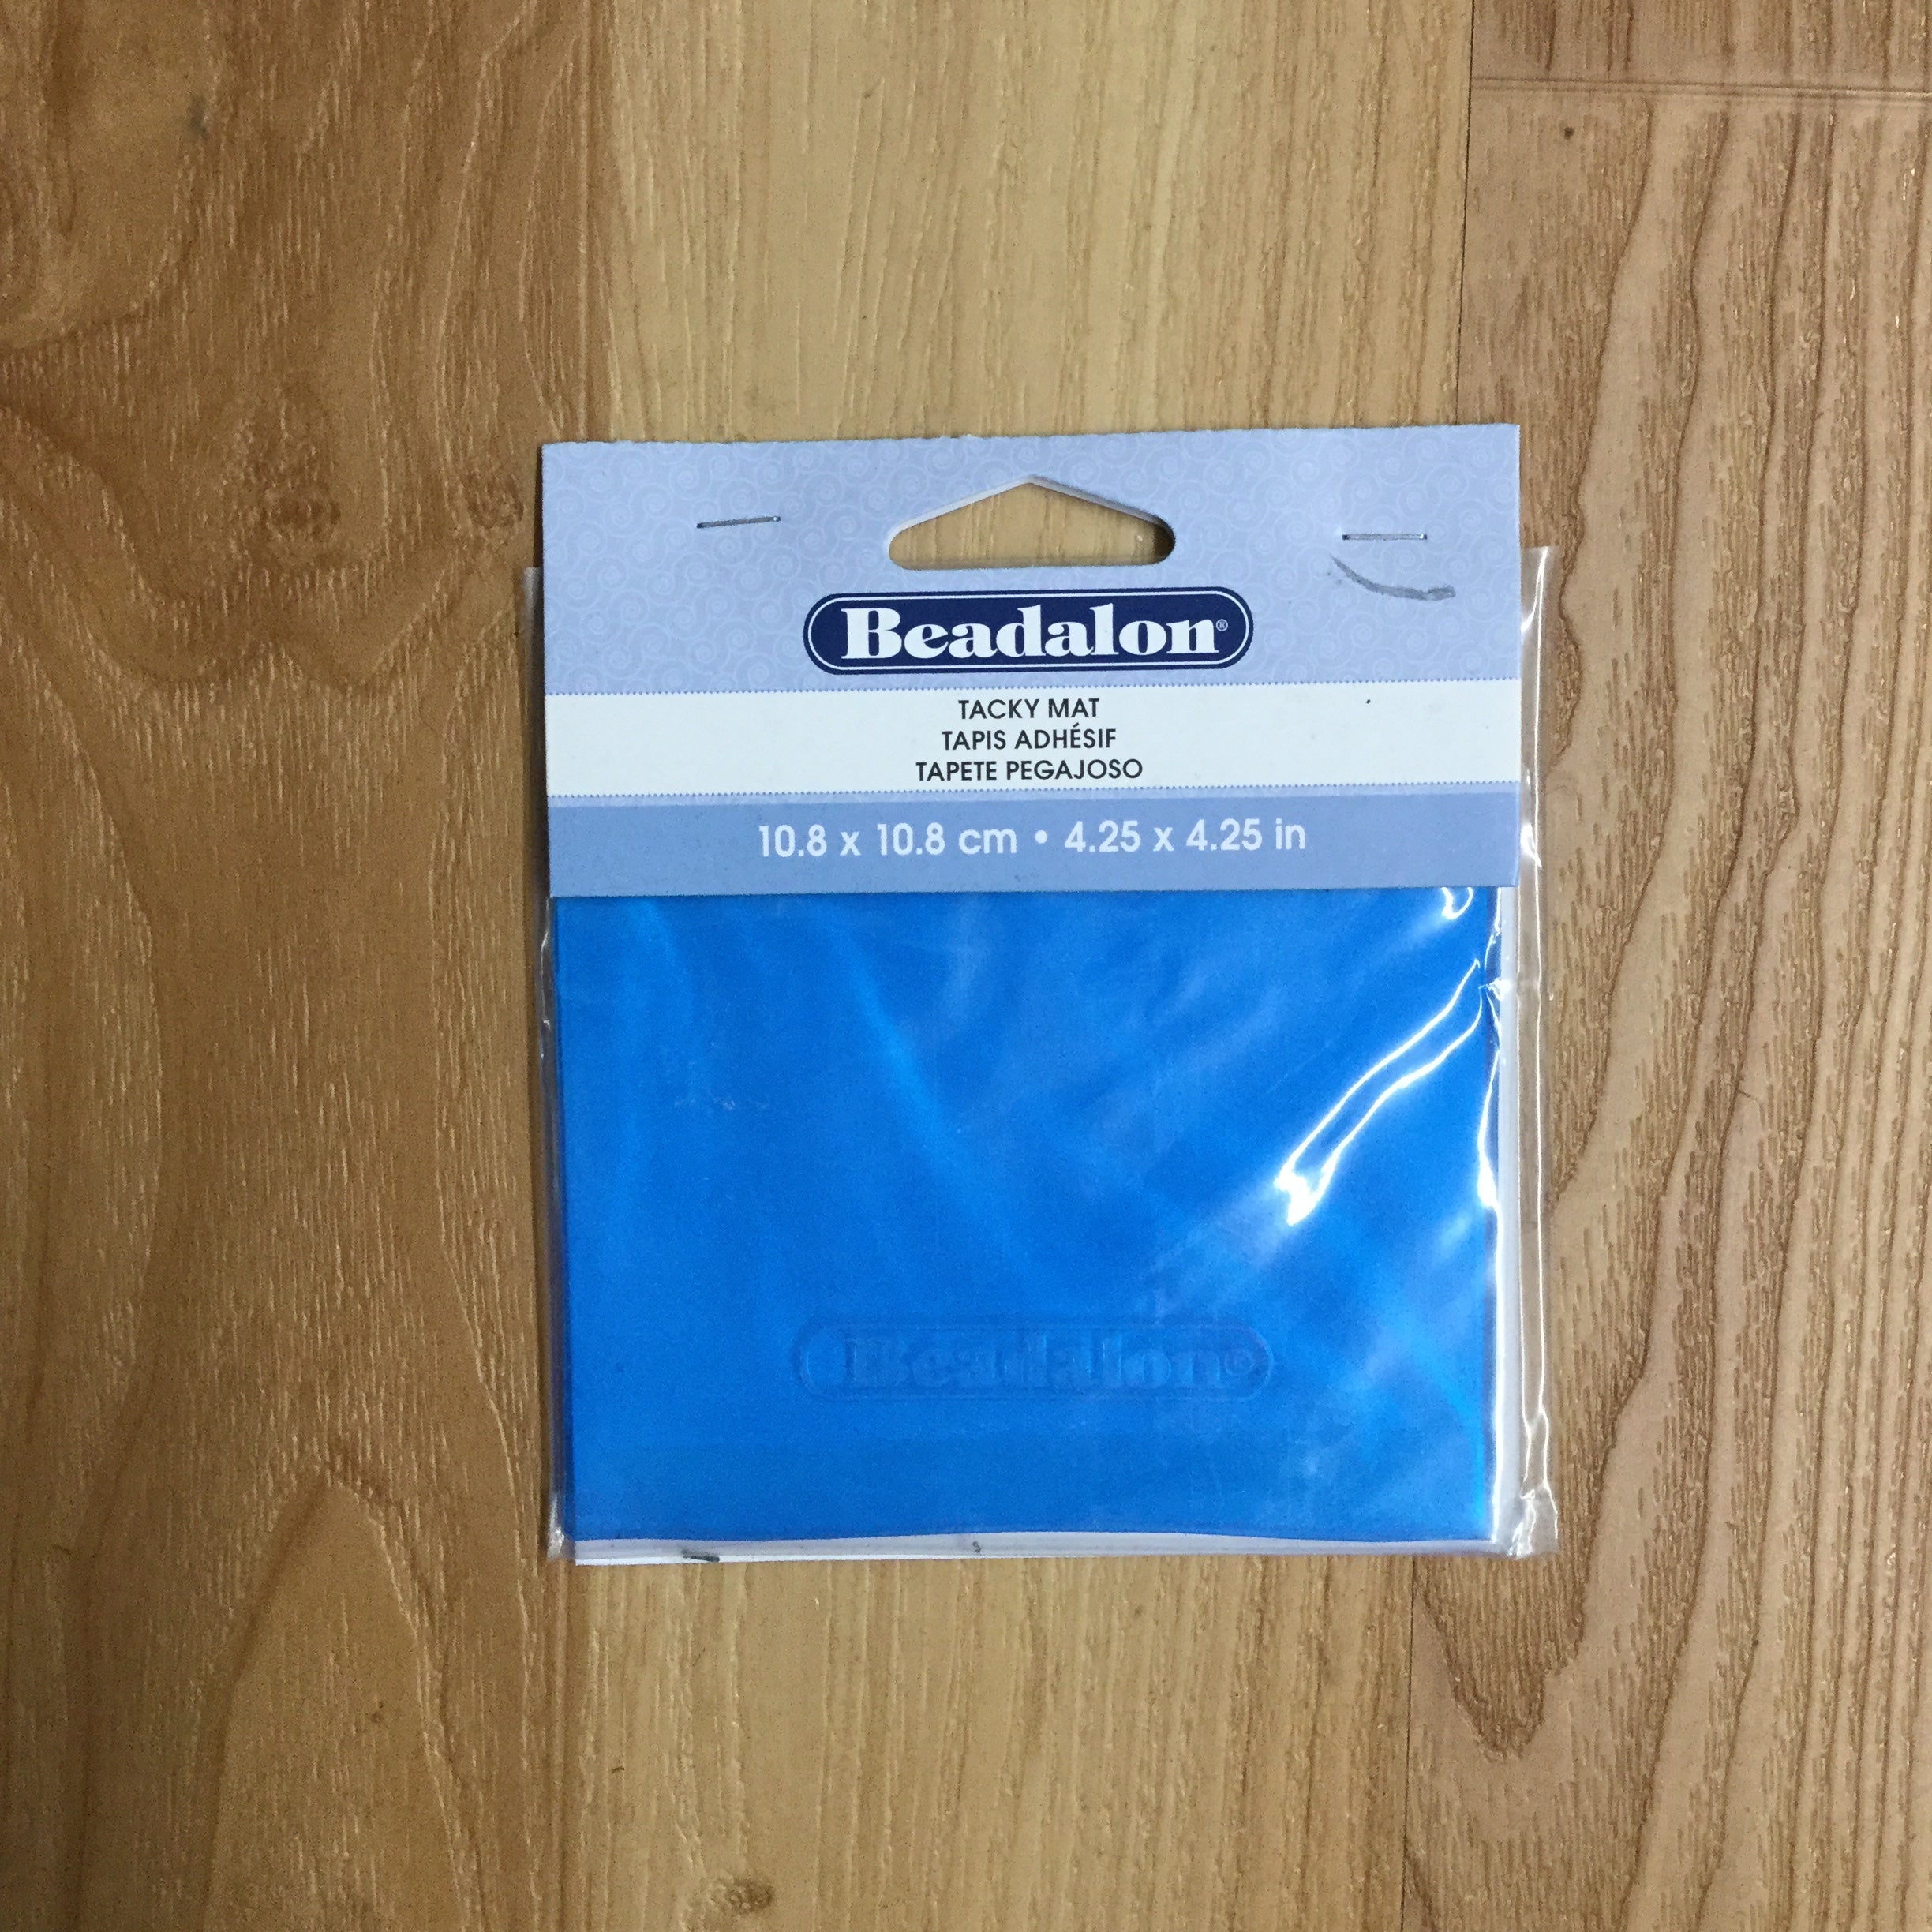 Beadalon®
TACKY MAT
TAPIS ADHÉSIF
TAPETE PEGAJOSO
10.8 x 10.8 cm • 4.25 x 4.25 in
Beadalon®